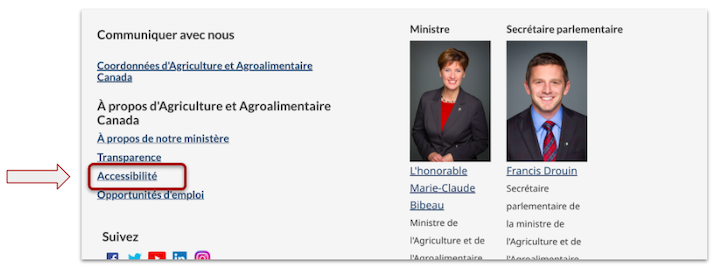 Communiquer avec nous
Coordonnées d'Agriculture et Agroalimentaire
Canada
À propos d'Agriculture et Agroalimentaire
Canada
À propos de notre ministère
Transparence
Accessibilité
Opportunités d'emploi
Suivez
Ministre
L'honorable
Marie-Claude
Bibeau
Ministre de
l'Agriculture et de
l'Agroalimentaire
Secrétaire parlementaire
Francis Drouin
Secrétaire
parlementaire de
la ministre de
l'Agriculture et de
l'Agroalimentaire